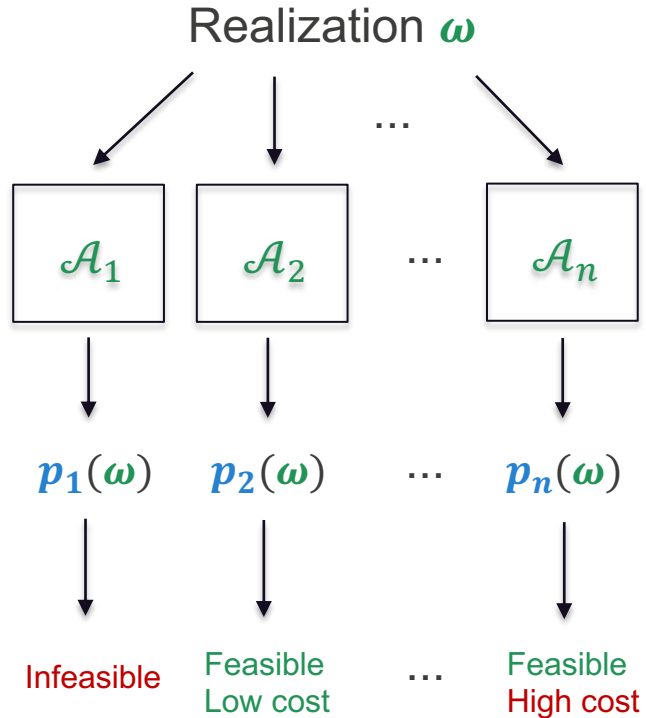 Realization ω
...
𝒜₁ 𝒜₂ ... 𝒜ₙ
p₁(ω) p₂(ω) ... pₙ(ω)
Infeasible Feasible ... Feasible
Low cost High cost